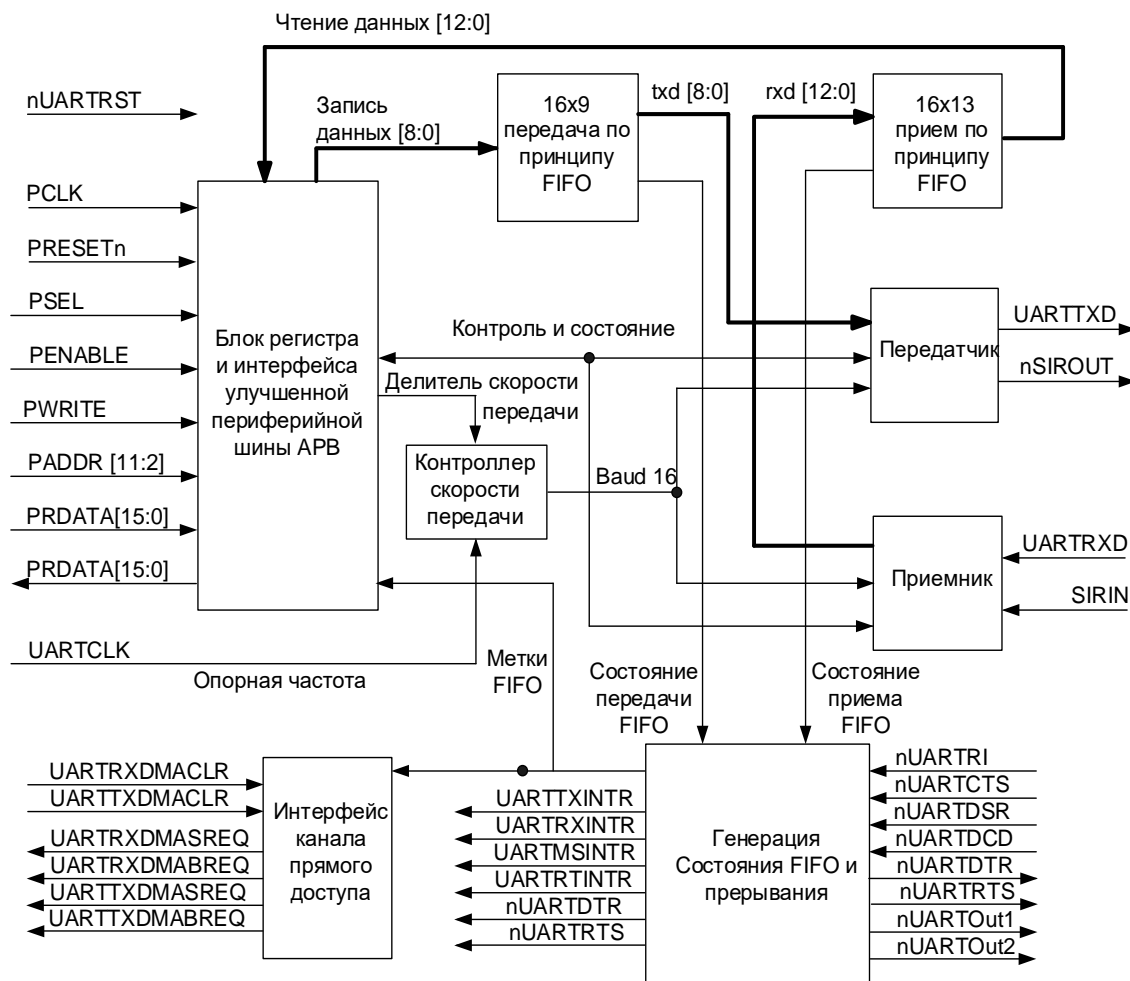 Чтение данных [12:0]
nUARTRST
Запись
данных [8:0]
16x9
передача по
принципу
FIFO
txd [8:0]
rxd [12:0]
16x13
прием по
принципу
FIFO
PCLK
PRESETn
PSEL
PENABLE
PWRITE
PADDR [11:2]
PRDATA[15:0]
PRDATA[15:0]
UARTCLK
Опорная частота
Блок регистра
и интерфейса
улучшенной
периферийной
шины APB
Контроль и состояние
Делитель скорости
передачи
Контроллер
скорости
передачи
Baud 16
Передатчик
UARTTXD
nSIROUT
Приемник
UARTRXD
SIRIN
Метки
FIFO
Состояние
передачи
FIFO
Состояние
приема
FIFO
UARTRXDMACLR
UARTTXDMACLR
UARTRXDMASREQ
UARTRXDMABREQ
UARTTXDMASREQ
UARTTXDMABREQ
Интерфейс
канала
прямого
доступа
UARTTXINTR
UARTRXINTR
UARTMSINTR
UARTRTINTR
nUARTDTR
nUARTRTS
Генерация
Состояния FIFO и
прерывания
nUARTRI
nUARTCTS
nUARTDSR
nUARTDCD
nUARTDTR
nUARTRTS
nUARTOut1
nUARTOut2